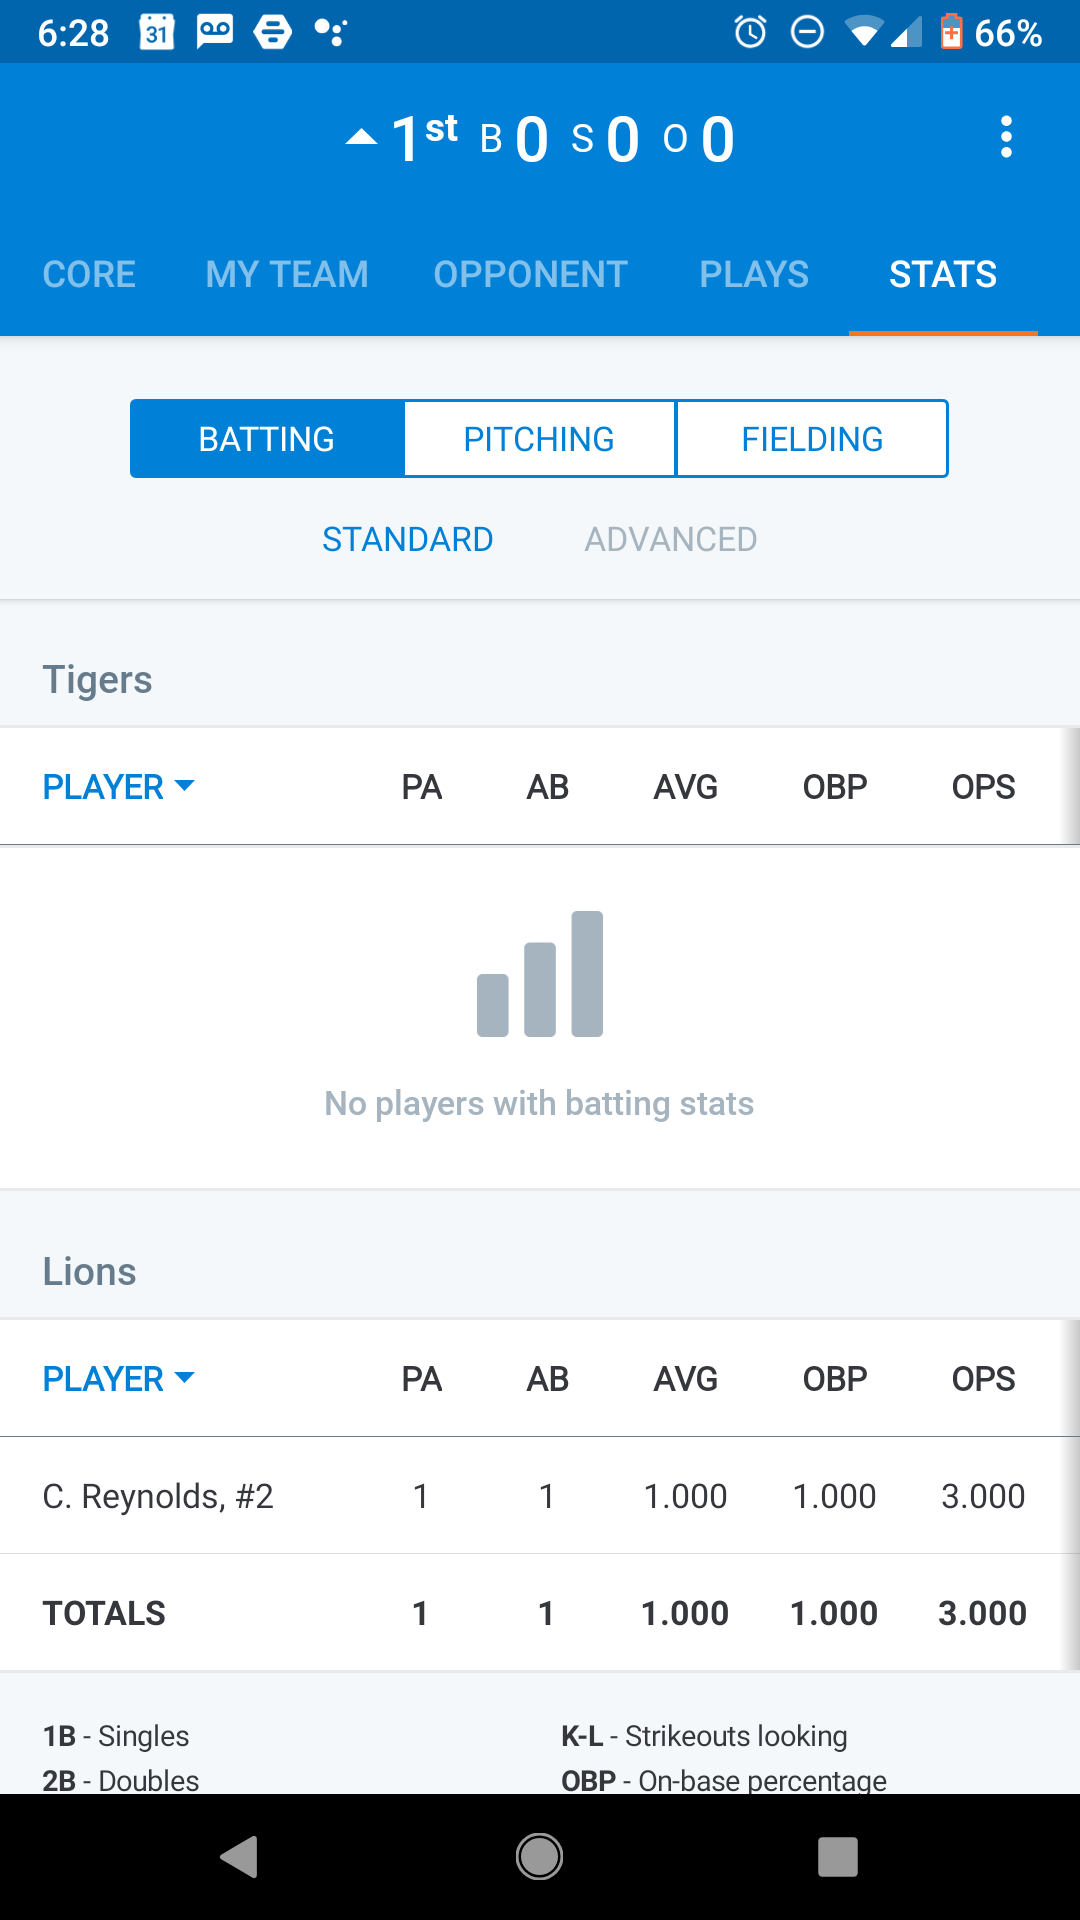 6:28 31 66%
1st B 0 S 0 O 0
CORE MY TEAM OPPONENT PLAYS STATS
BATTING PITCHING FIELDING
STANDARD ADVANCED
Tigers
PLAYER PA AB AVG OBP OPS
No players with batting stats
Lions
PLAYER PA AB AVG OBP OPS
C. Reynolds, #2 1 1 1.000 1.000 3.000
TOTALS 1 1 1.000 1.000 3.000
1B - Singles K-L - Strikeouts looking
2B - Doubles OBP - On-base percentage